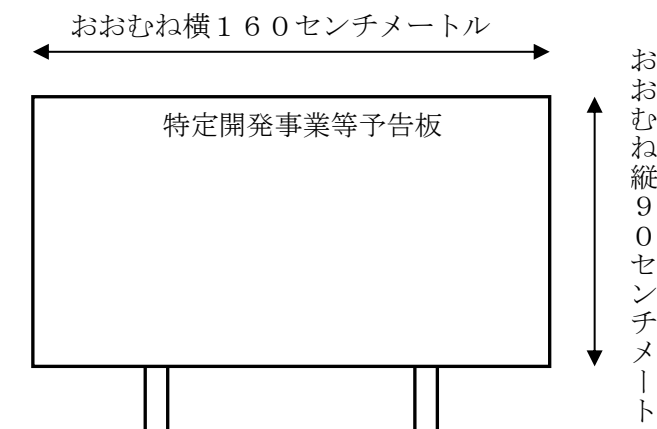 おおむね横１６０センチメートル
特定開発事業等予告板
おおむね縦９０センチメート